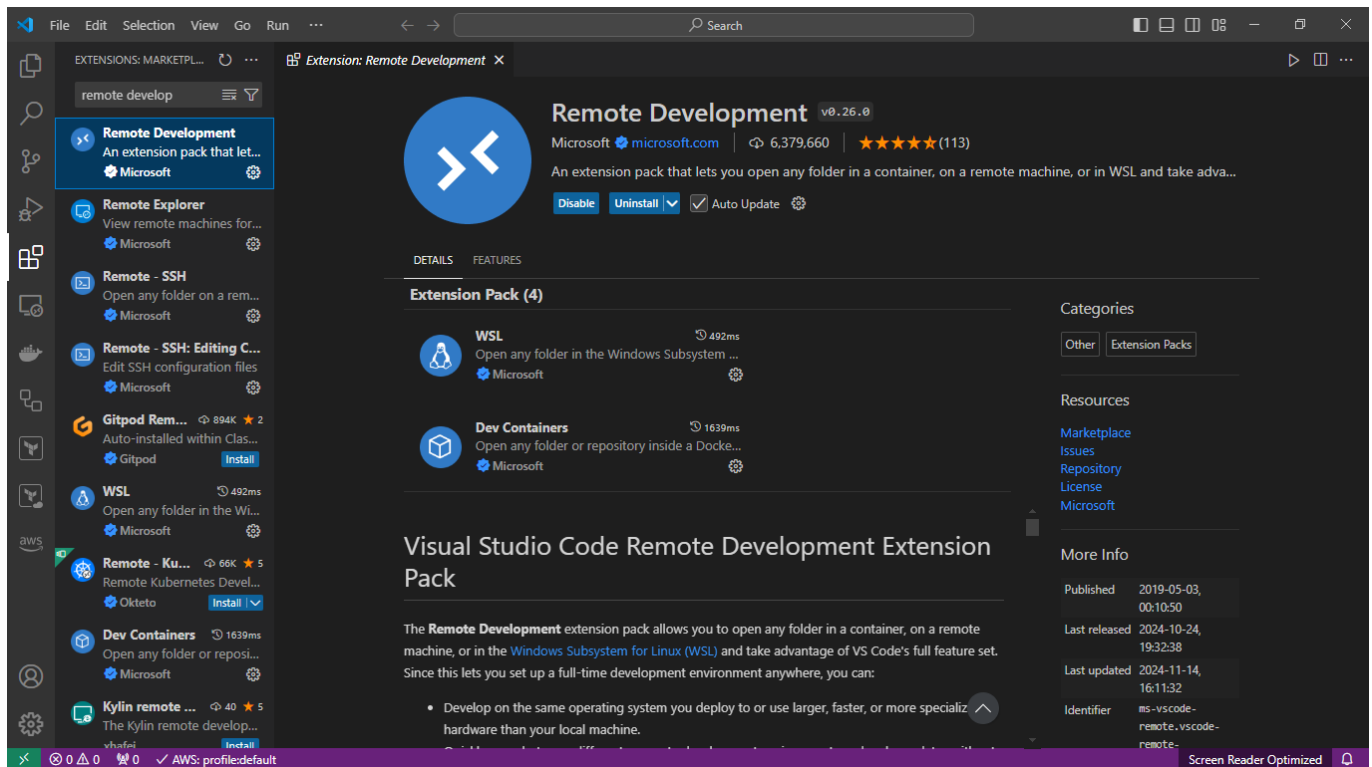 File Edit Selection View Go Run ···
Search
EXTENSIONS: MARKETPL... ···
remote develop
Remote Development
An extension pack that let...
Microsoft
Remote Explorer
View remote machines for...
Microsoft
Remote - SSH
Open any folder on a rem...
Microsoft
Remote - SSH: Editing C...
Edit SSH configuration files
Microsoft
Gitpod Rem... 894K ★ 2
Auto-installed within Clas...
Gitpod Install
WSL 492ms
Open any folder in the Wi...
Microsoft
Remote - Ku... 66K ★ 5
Remote Kubernetes Devel...
Okteto Install
Dev Containers 1639ms
Open any folder or reposi...
Microsoft
Kylin remote ... 40 ★ 5
The Kylin remote develop...
Install
aws
Extension: Remote Development
Remote Development v0.26.0
Microsoft microsoft.com 6,379,660 ★★★★★(113)
An extension pack that lets you open any folder in a container, on a remote machine, or in WSL and take adva...
Disable Uninstall Auto Update
DETAILS FEATURES
Extension Pack (4)
WSL 492ms
Open any folder in the Windows Subsystem ...
Microsoft
Dev Containers 1639ms
Open any folder or repository inside a Docke...
Microsoft
Visual Studio Code Remote Development Extension
Pack
The Remote Development extension pack allows you to open any folder in a container, on a remote
machine, or in the Windows Subsystem for Linux (WSL) and take advantage of VS Code's full feature set.
Since this lets you set up a full-time development environment anywhere, you can:
• Develop on the same operating system you deploy to or use larger, faster, or more specializ
hardware than your local machine.
Categories
Other Extension Packs
Resources
Marketplace
Issues
Repository
License
Microsoft
More Info
Published 2019-05-03,
00:10:50
Last released 2024-10-24,
19:32:38
Last updated 2024-11-14,
16:11:32
Identifier ms-vscode-
remote.vscode-
remote-
0 0 0 AWS: profile:default
Screen Reader Optimized